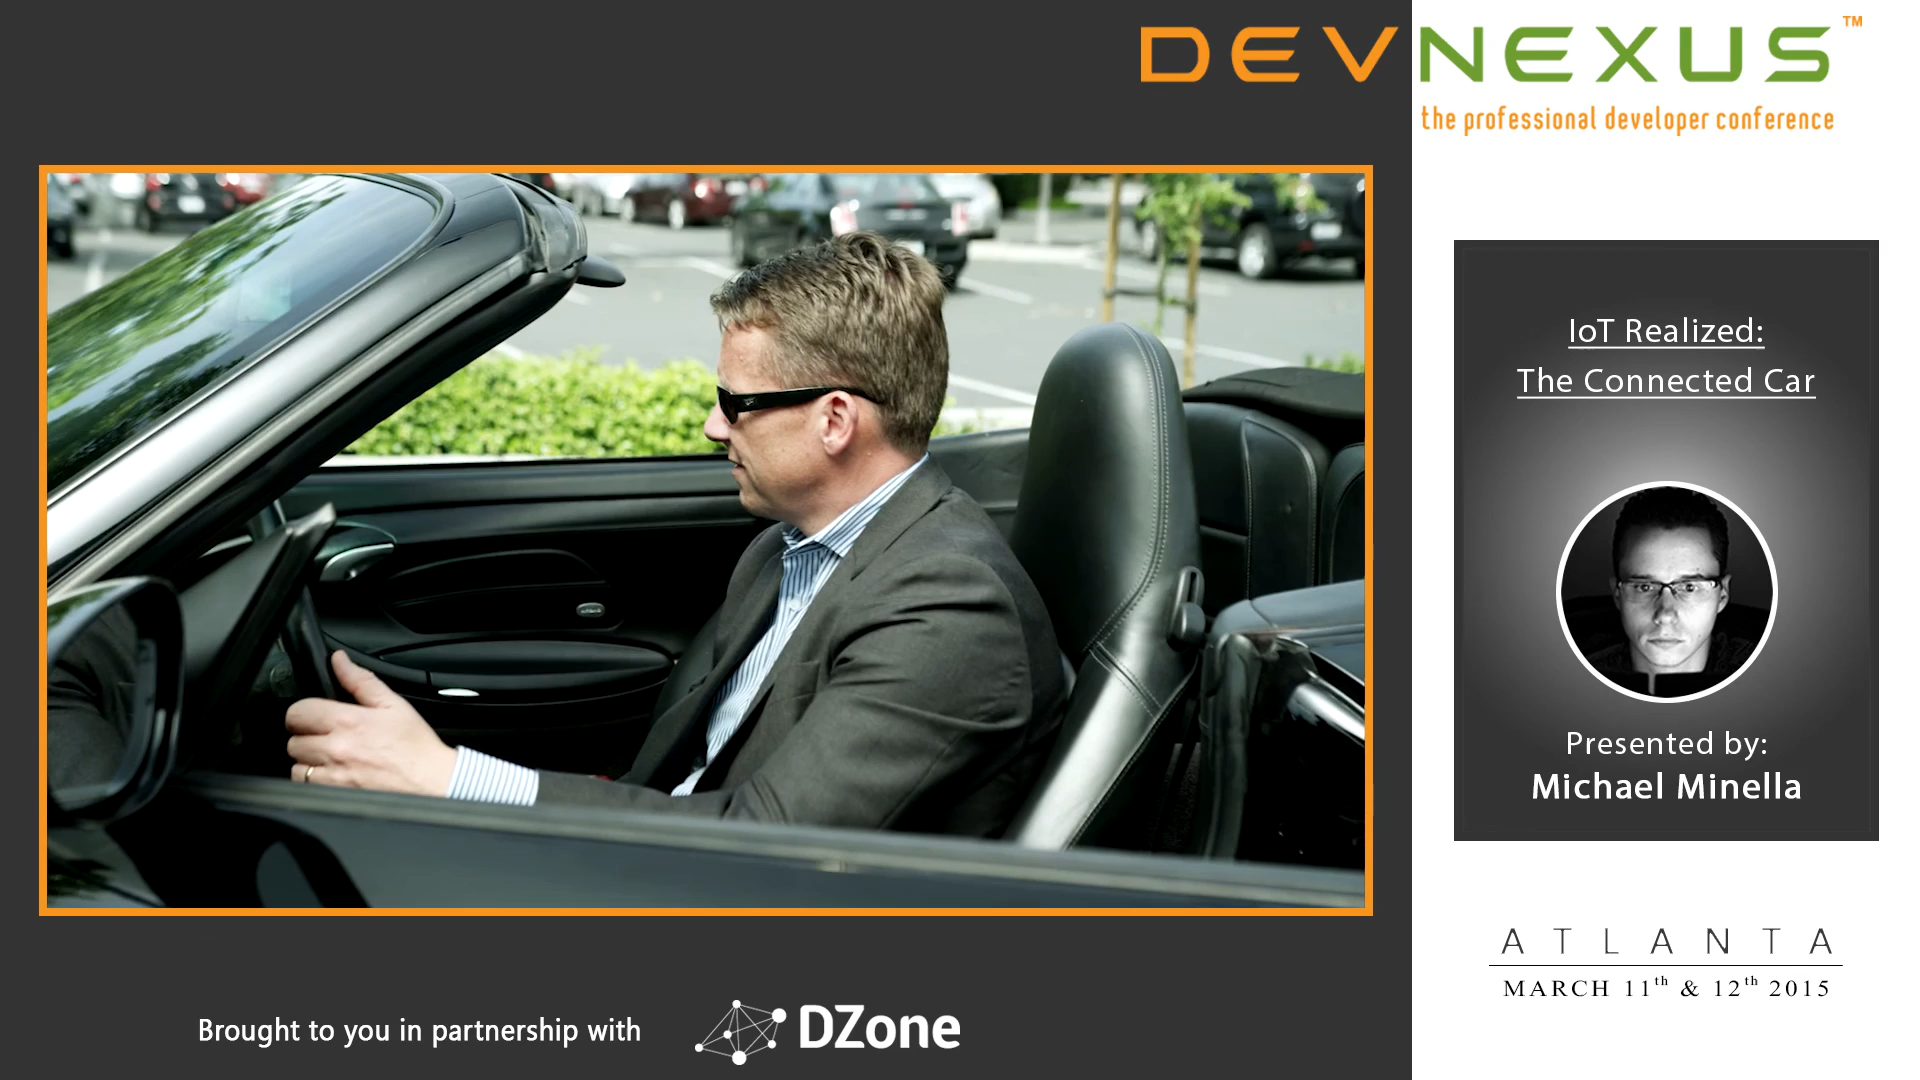 DEVNEXUS™
the professional developer conference
IoT Realized:
The Connected Car
Presented by:
Michael Minella
ATLANTA
MARCH 11th & 12th 2015
Brought to you in partnership with
DZone